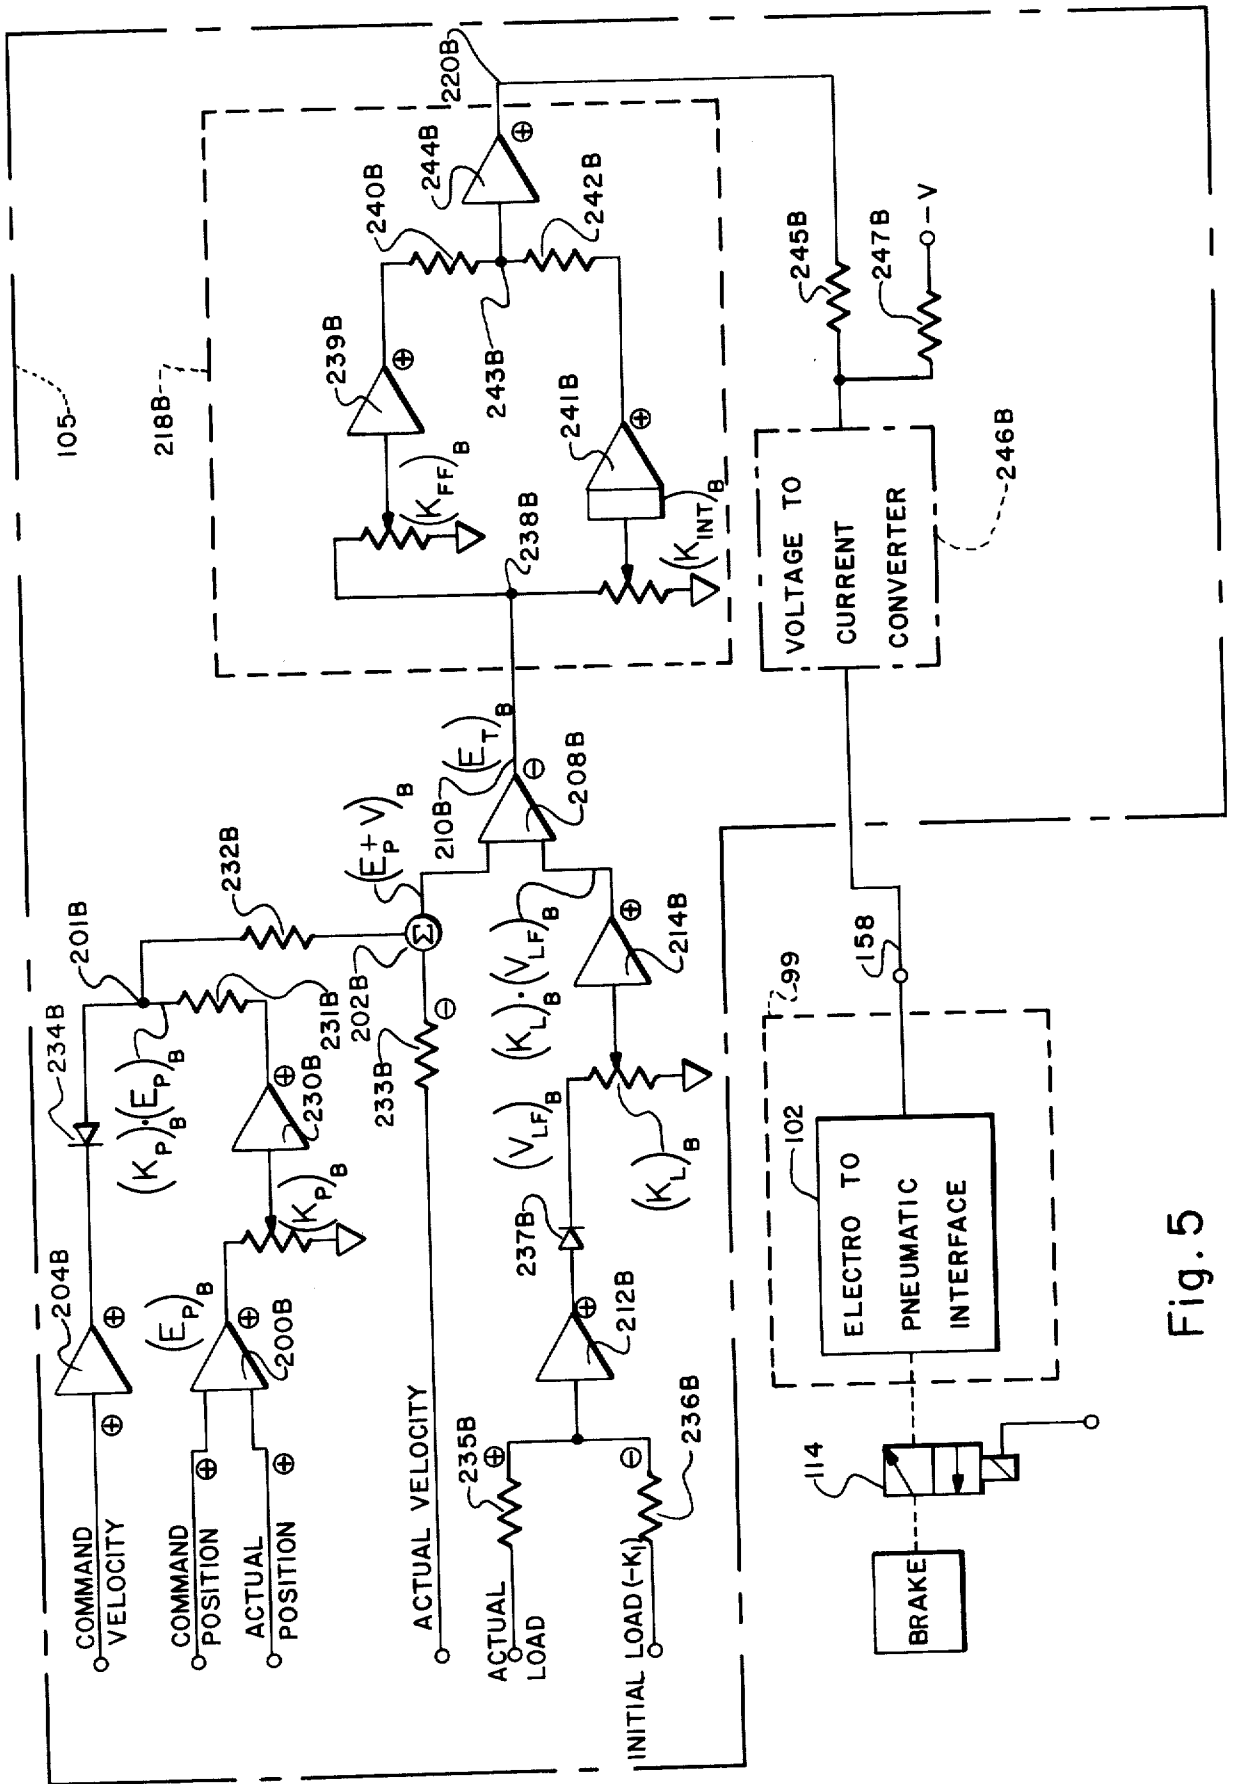 105
218B
220B
COMMAND
VELOCITY
204B
234B
201B
232B
(K_P)_B·(E_P)_B
COMMAND
POSITION
ACTUAL
POSITION
(E_P)_B
200B
(K_P)_B
230B
231B
202B
233B
(E_P+V)_B
ACTUAL VELOCITY
210B
(E_T)_B
208B
ACTUAL
LOAD
235B
INITIAL LOAD (-K_I)
236B
212B
237B
(V_LF)_B
(K_L)_B
(K_L)_B·(V_LF)_B
214B
238B
(K_FF)_B
239B
240B
243B
244B
242B
241B
(K_INT)_B
245B
247B
-V
VOLTAGE TO
CURRENT
CONVERTER
246B
158
99
102
ELECTRO TO
PNEUMATIC
INTERFACE
114
BRAKE
Σ
Fig. 5